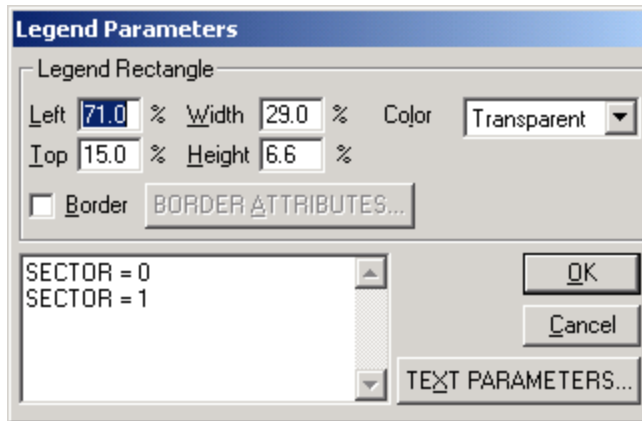 Legend Parameters
Legend Rectangle
Left 71.0 % Width 29.0 % Color Transparent
Top 15.0 % Height 6.6 %
Border BORDER ATTRIBUTES...
SECTOR = 0
SECTOR = 1
OK
Cancel
TEXT PARAMETERS...